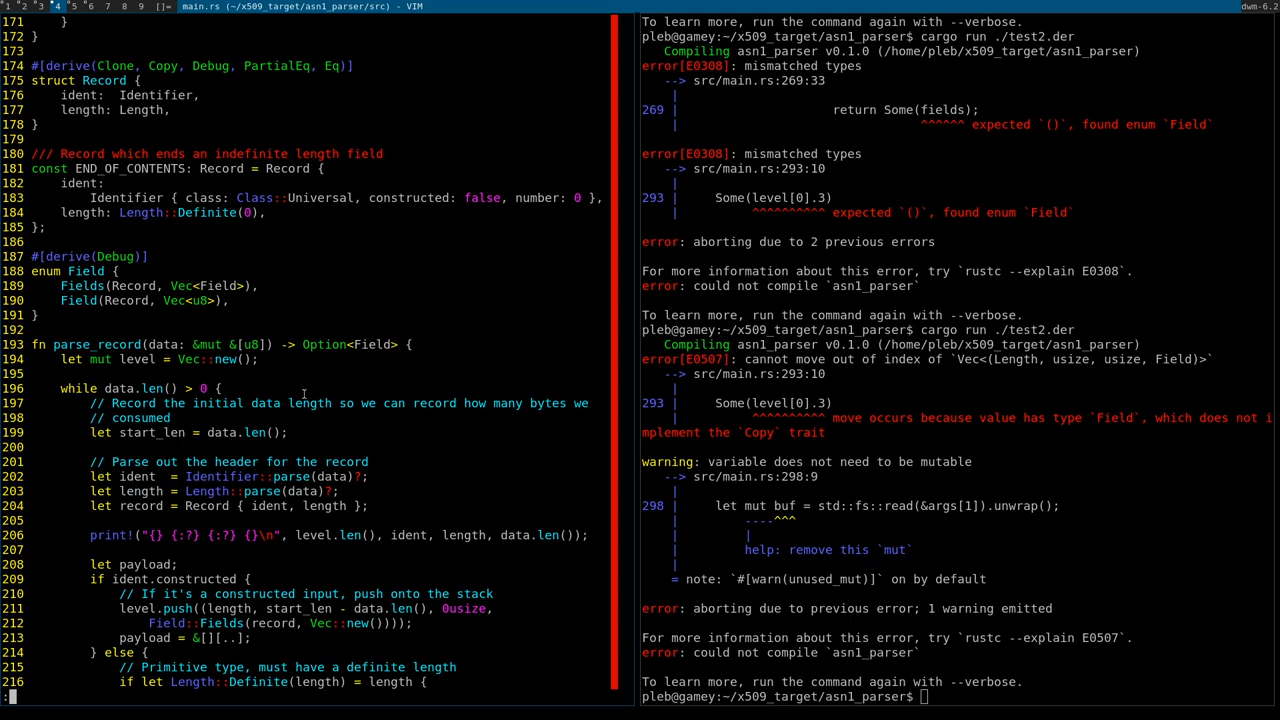 1 2 3 4 5 6 7 8 9 []= main.rs (~/x509_target/asn1_parser/src) - VIM dwm-6.2
171     }
172 }
173
174 #[derive(Clone, Copy, Debug, PartialEq, Eq)]
175 struct Record {
176     ident:  Identifier,
177     length: Length,
178 }
179
180 /// Record which ends an indefinite length field
181 const END_OF_CONTENTS: Record = Record {
182     ident:
183         Identifier { class: Class::Universal, constructed: false, number: 0 },
184     length: Length::Definite(0),
185 };
186
187 #[derive(Debug)]
188 enum Field {
189     Fields(Record, Vec<Field>),
190     Field(Record, Vec<u8>),
191 }
192
193 fn parse_record(data: &mut &[u8]) -> Option<Field> {
194     let mut level = Vec::new();
195
196     while data.len() > 0 {
197         // Record the initial data length so we can record how many bytes we
198         // consumed
199         let start_len = data.len();
200
201         // Parse out the header for the record
202         let ident  = Identifier::parse(data)?;
203         let length = Length::parse(data)?;
204         let record = Record { ident, length };
205
206         print!("{} {:?} {:?} {}\n", level.len(), ident, length, data.len());
207
208         let payload;
209         if ident.constructed {
210             // If it's a constructed input, push onto the stack
211             level.push((length, start_len - data.len(), 0usize,
212                 Field::Fields(record, Vec::new())));
213             payload = &[][..];
214         } else {
215             // Primitive type, must have a definite length
216             if let Length::Definite(length) = length {
:
To learn more, run the command again with --verbose.
pleb@gamey:~/x509_target/asn1_parser$ cargo run ./test2.der
   Compiling asn1_parser v0.1.0 (/home/pleb/x509_target/asn1_parser)
error[E0308]: mismatched types
   --> src/main.rs:269:33
    |
269 |                     return Some(fields);
    |                                 ^^^^^^ expected `()`, found enum `Field`

error[E0308]: mismatched types
   --> src/main.rs:293:10
    |
293 |     Some(level[0].3)
    |          ^^^^^^^^^^ expected `()`, found enum `Field`

error: aborting due to 2 previous errors

For more information about this error, try `rustc --explain E0308`.
error: could not compile `asn1_parser`

To learn more, run the command again with --verbose.
pleb@gamey:~/x509_target/asn1_parser$ cargo run ./test2.der
   Compiling asn1_parser v0.1.0 (/home/pleb/x509_target/asn1_parser)
error[E0507]: cannot move out of index of `Vec<(Length, usize, usize, Field)>`
   --> src/main.rs:293:10
    |
293 |     Some(level[0].3)
    |          ^^^^^^^^^^ move occurs because value has type `Field`, which does not i
mplement the `Copy` trait

warning: variable does not need to be mutable
   --> src/main.rs:298:9
    |
298 |     let mut buf = std::fs::read(&args[1]).unwrap();
    |         ----^^^
    |         |
    |         help: remove this `mut`
    |
    = note: `#[warn(unused_mut)]` on by default

error: aborting due to previous error; 1 warning emitted

For more information about this error, try `rustc --explain E0507`.
error: could not compile `asn1_parser`

To learn more, run the command again with --verbose.
pleb@gamey:~/x509_target/asn1_parser$